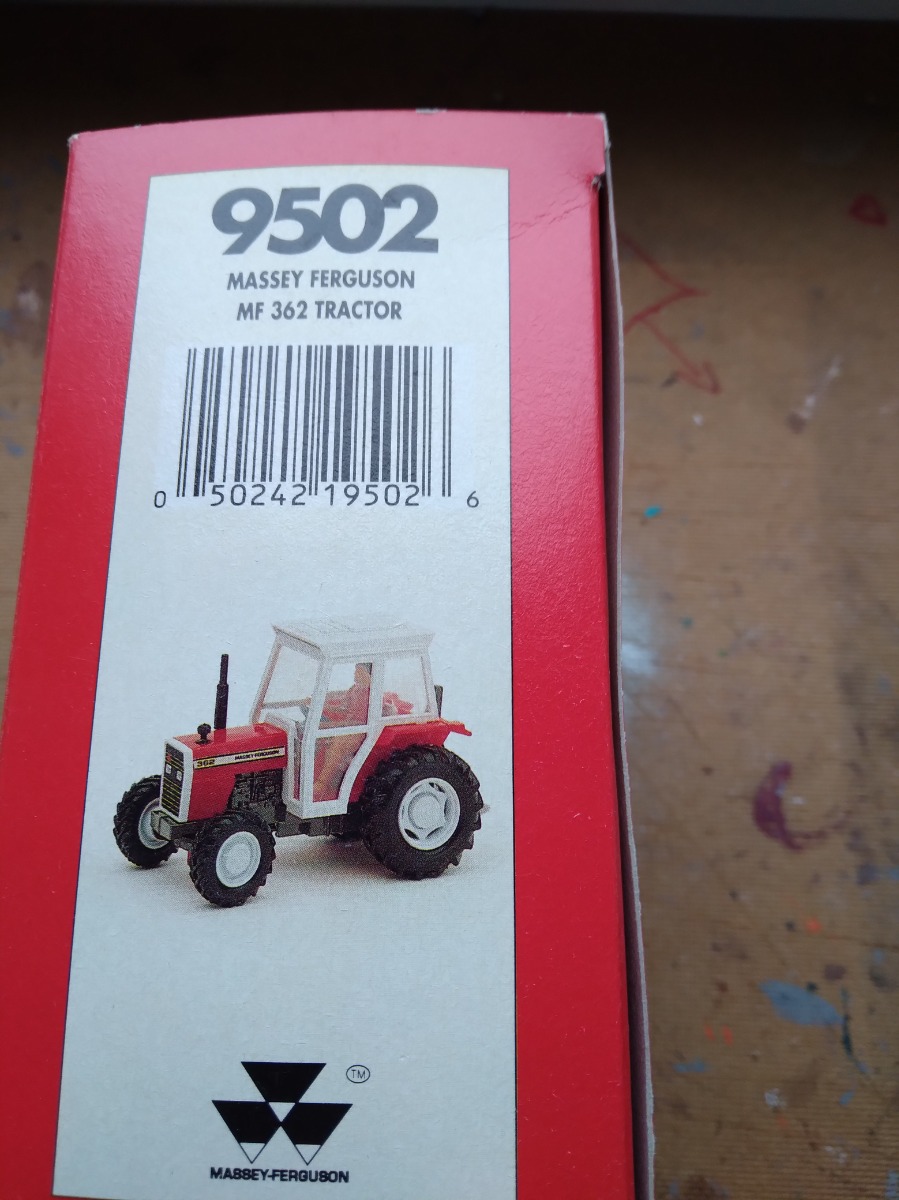 9502
MASSEY FERGUSON
MF 362 TRACTOR
0 50242 19502 6
362 MASSEY-FERGUSON
TM
MASSEY-FERGUSON